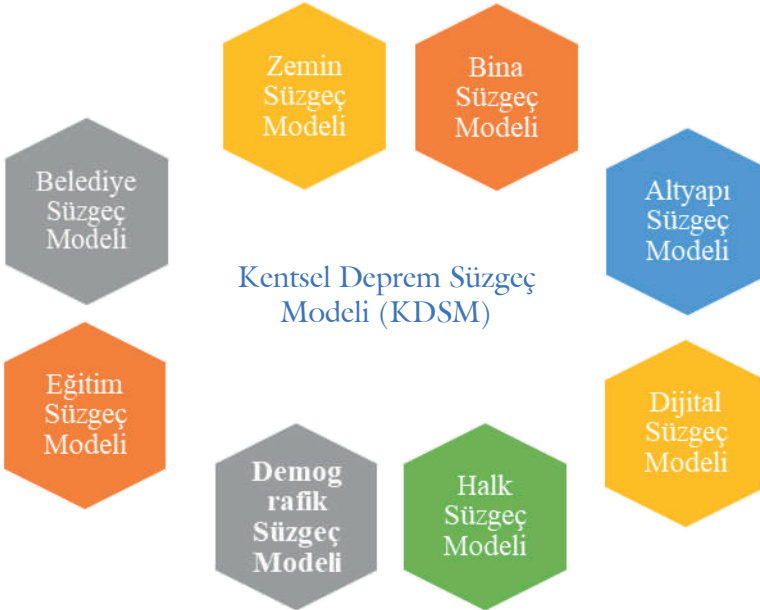 Zemin
Süzgeç
Modeli
Bina
Süzgeç
Modeli
Belediye
Süzgeç
Modeli
Altyapı
Süzgeç
Modeli
Kentsel Deprem Süzgeç
Modeli (KDSM)
Eğitim
Süzgeç
Modeli
Dijital
Süzgeç
Modeli
Demog
rafik
Süzgeç
Modeli
Halk
Süzgeç
Modeli